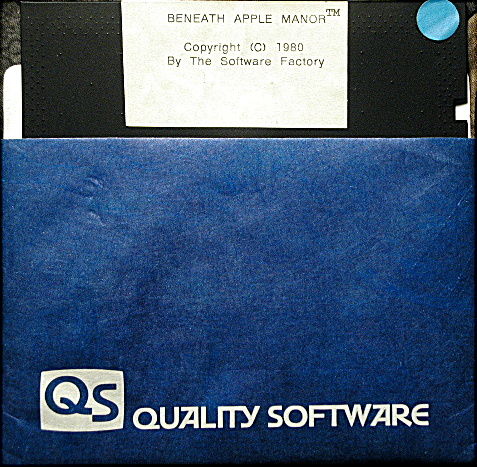 BENEATH APPLE MANOR™
Copyright (C) 1980
By The Software Factory
QS QUALITY SOFTWARE